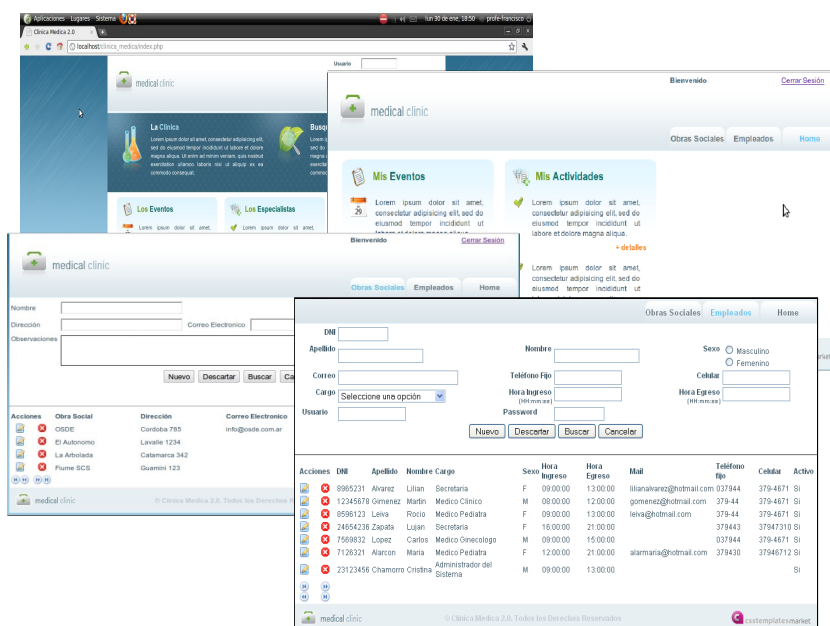 Aplicaciones Lugares Sistema
lun 30 de ene, 18:50 profe-francisco
Clinica Medica 2.0
localhost/clinica_medica/index.php
Usuario
medical clinic
La Clínica
Lorem ipsum dolor sit amet, consectetur adipisicing elit,
sed do eiusmod tempor incididunt ut labore et dolore
magna aliqua. Ut enim ad minim veniam, quis nostrud
exercitation ullamco laboris nisi ut aliquip ex ea
commodo consequat.
Busq
Los Eventos
Lorem ipsum dolor sit amet,
Los Especialistas
Lorem ipsum dolor sit amet,
Bienvenido Cerrar Sesión
medical clinic
Obras Sociales Empleados Home
Mis Eventos
29
Lorem ipsum dolor sit amet,
consectetur adipisicing elit, sed do
eiusmod tempor incididunt ut
labore et dolore magna aliqua.
Mis Actividades
Lorem ipsum dolor sit amet,
consectetur adipisicing elit, sed do
eiusmod tempor incididunt ut
labore et dolore magna aliqua.
+ detalles
Lorem ipsum dolor sit amet,
consectetur adipisicing elit, sed do
eiusmod tempor incididunt ut
Bienvenido Cerrar Sesión
medical clinic
Obras Sociales Empleados Home
Nombre
Dirección Correo Electronico
Observaciones
Nuevo Descartar Buscar Ca
Acciones Obra Social Dirección Correo Electronico
OSDE Cordoba 785 info@osde.com.ar
El Autonomo Lavalle 1234
La Arbolada Catamarca 342
Fiume SCS Guamini 123
medical clinic © Clínica Medica 2.0. Todos los Derechos R
Obras Sociales Empleados Home
DNI
Apellido Nombre Sexo Masculino
Femenino
Correo Teléfono Fijo Celular
Cargo Seleccione una opción Hora Ingreso (HH:mm:ss) Hora Egreso (HH:mm:ss)
Usuario Password
Nuevo Descartar Buscar Cancelar
Acciones DNI Apellido Nombre Cargo Sexo Hora Ingreso Hora Egreso Mail Teléfono fijo Celular Activo
8965231 Alvarez Lilian Secretaria F 09:00:00 13:00:00 lilianalvarez@hotmail.com 037944 379-4671 Si
12345678 Gimenez Martin Medico Clinico M 08:00:00 12:00:00 gomenez@hotmail.com 379-44 379-4671 Si
8596123 Leiva Rocio Medico Pediatra F 09:00:00 13:00:00 leiva@hotmail.com 379-44 379-4671 Si
24654236 Zapata Lujan Secretaria F 16:00:00 21:00:00 379443 37947310 Si
7569832 Lopez Carlos Medico Ginecologo M 09:00:00 15:00:00 037944 379-4671 Si
7126321 Alarcon Maria Medico Pediatra F 12:00:00 21:00:00 alarmaria@hotmail.com 379430 37946712 Si
23123456 Chamorro Cristina Administrador del Sistema M 09:00:00 13:00:00 Si
medical clinic © Clínica Medica 2.0. Todos los Derechos Reservados csstemplatesmarket